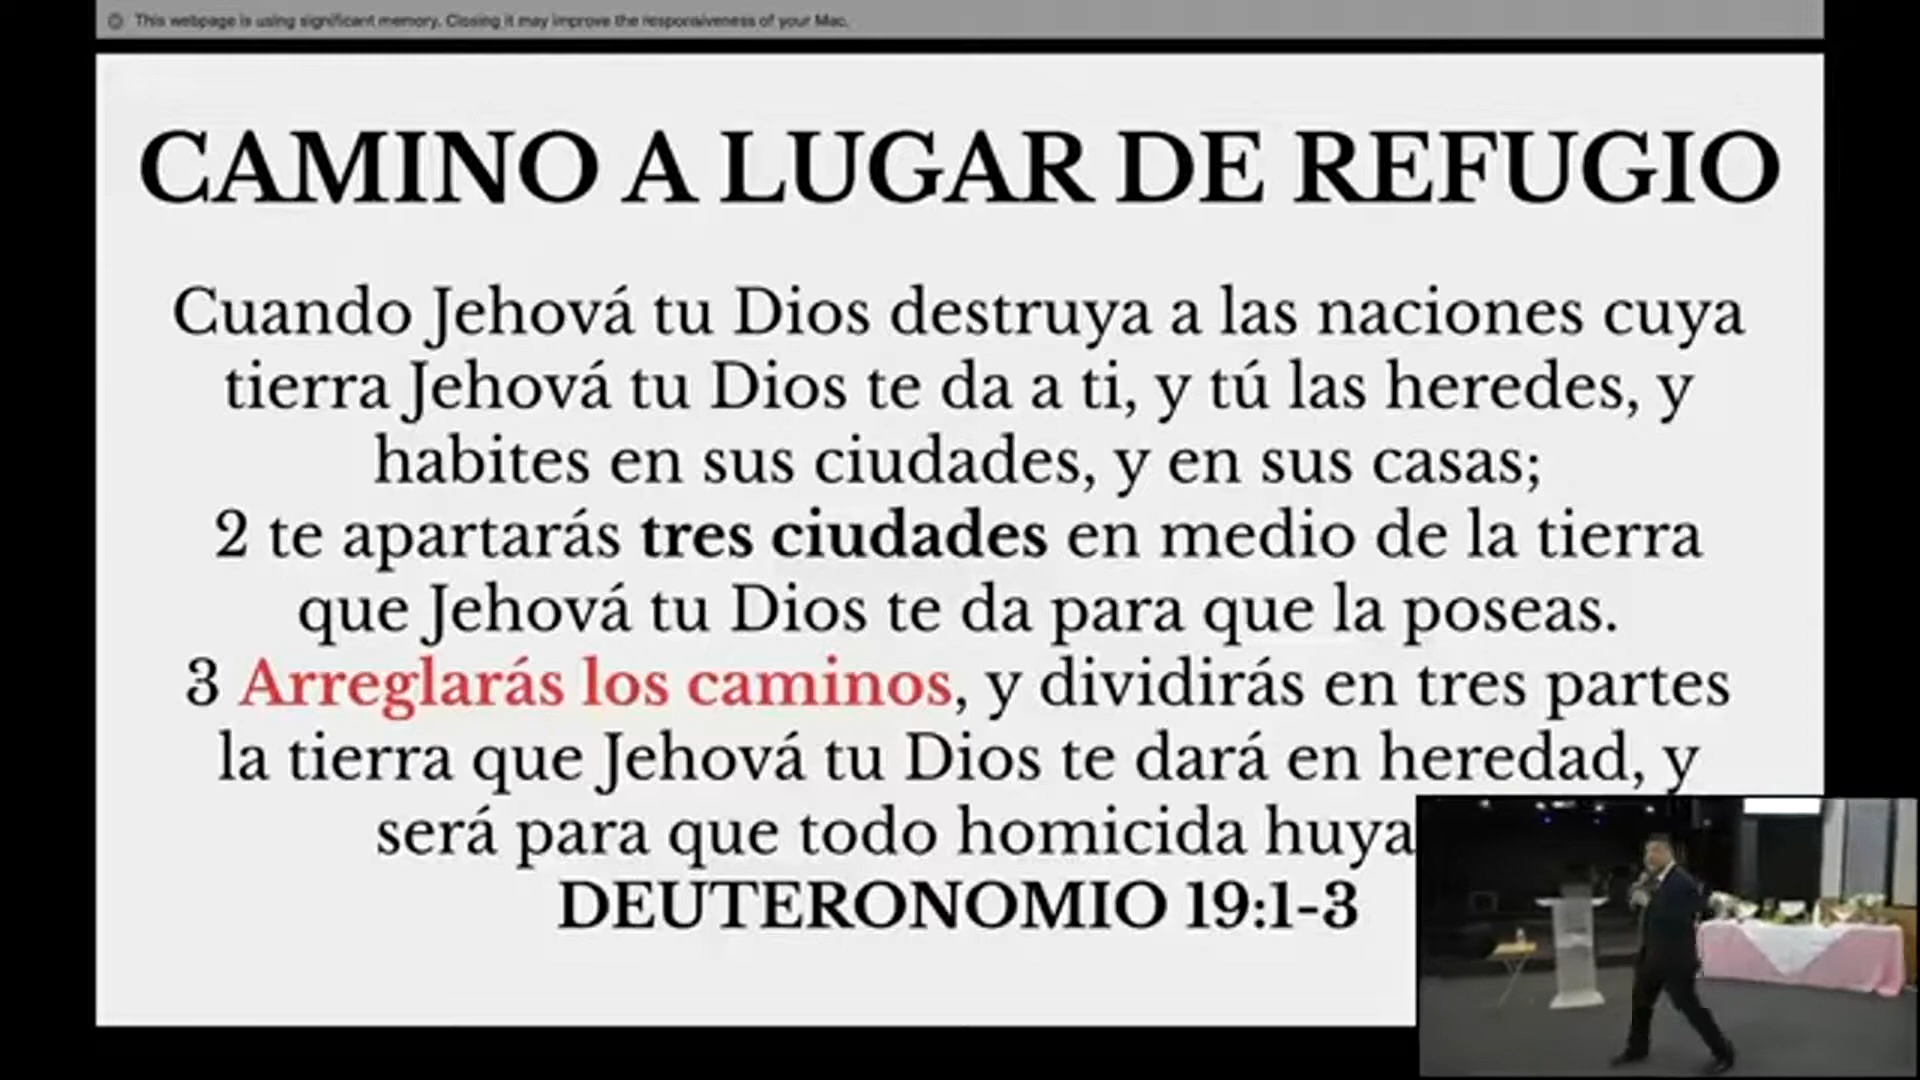 This webpage is using significant memory. Closing it may improve the responsiveness of your Mac.
CAMINO A LUGAR DE REFUGIO
Cuando Jehová tu Dios destruya a las naciones cuya
tierra Jehová tu Dios te da a ti, y tú las heredes, y
habites en sus ciudades, y en sus casas;
2 te apartarás tres ciudades en medio de la tierra
que Jehová tu Dios te da para que la poseas.
3 Arreglarás los caminos, y dividirás en tres partes
la tierra que Jehová tu Dios te dará en heredad, y
será para que todo homicida huya
DEUTERONOMIO 19:1-3